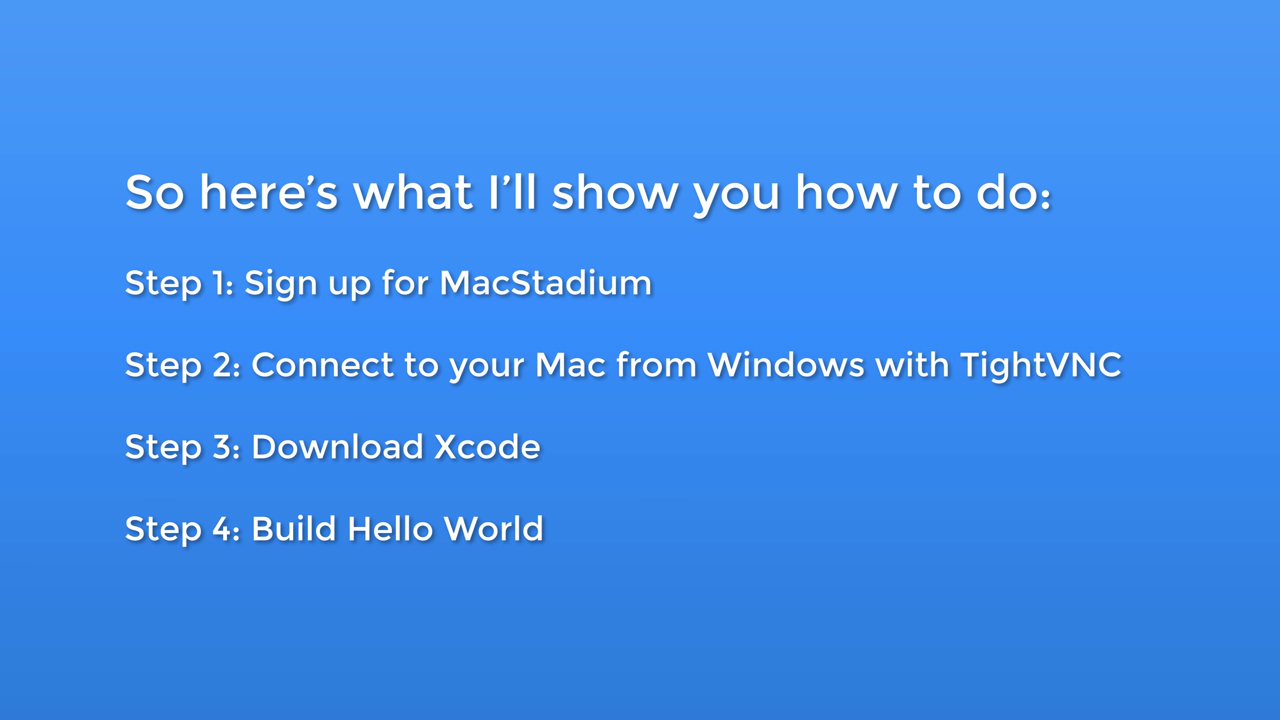 So here’s what I’ll show you how to do:
Step 1: Sign up for MacStadium
Step 2: Connect to your Mac from Windows with TightVNC
Step 3: Download Xcode
Step 4: Build Hello World